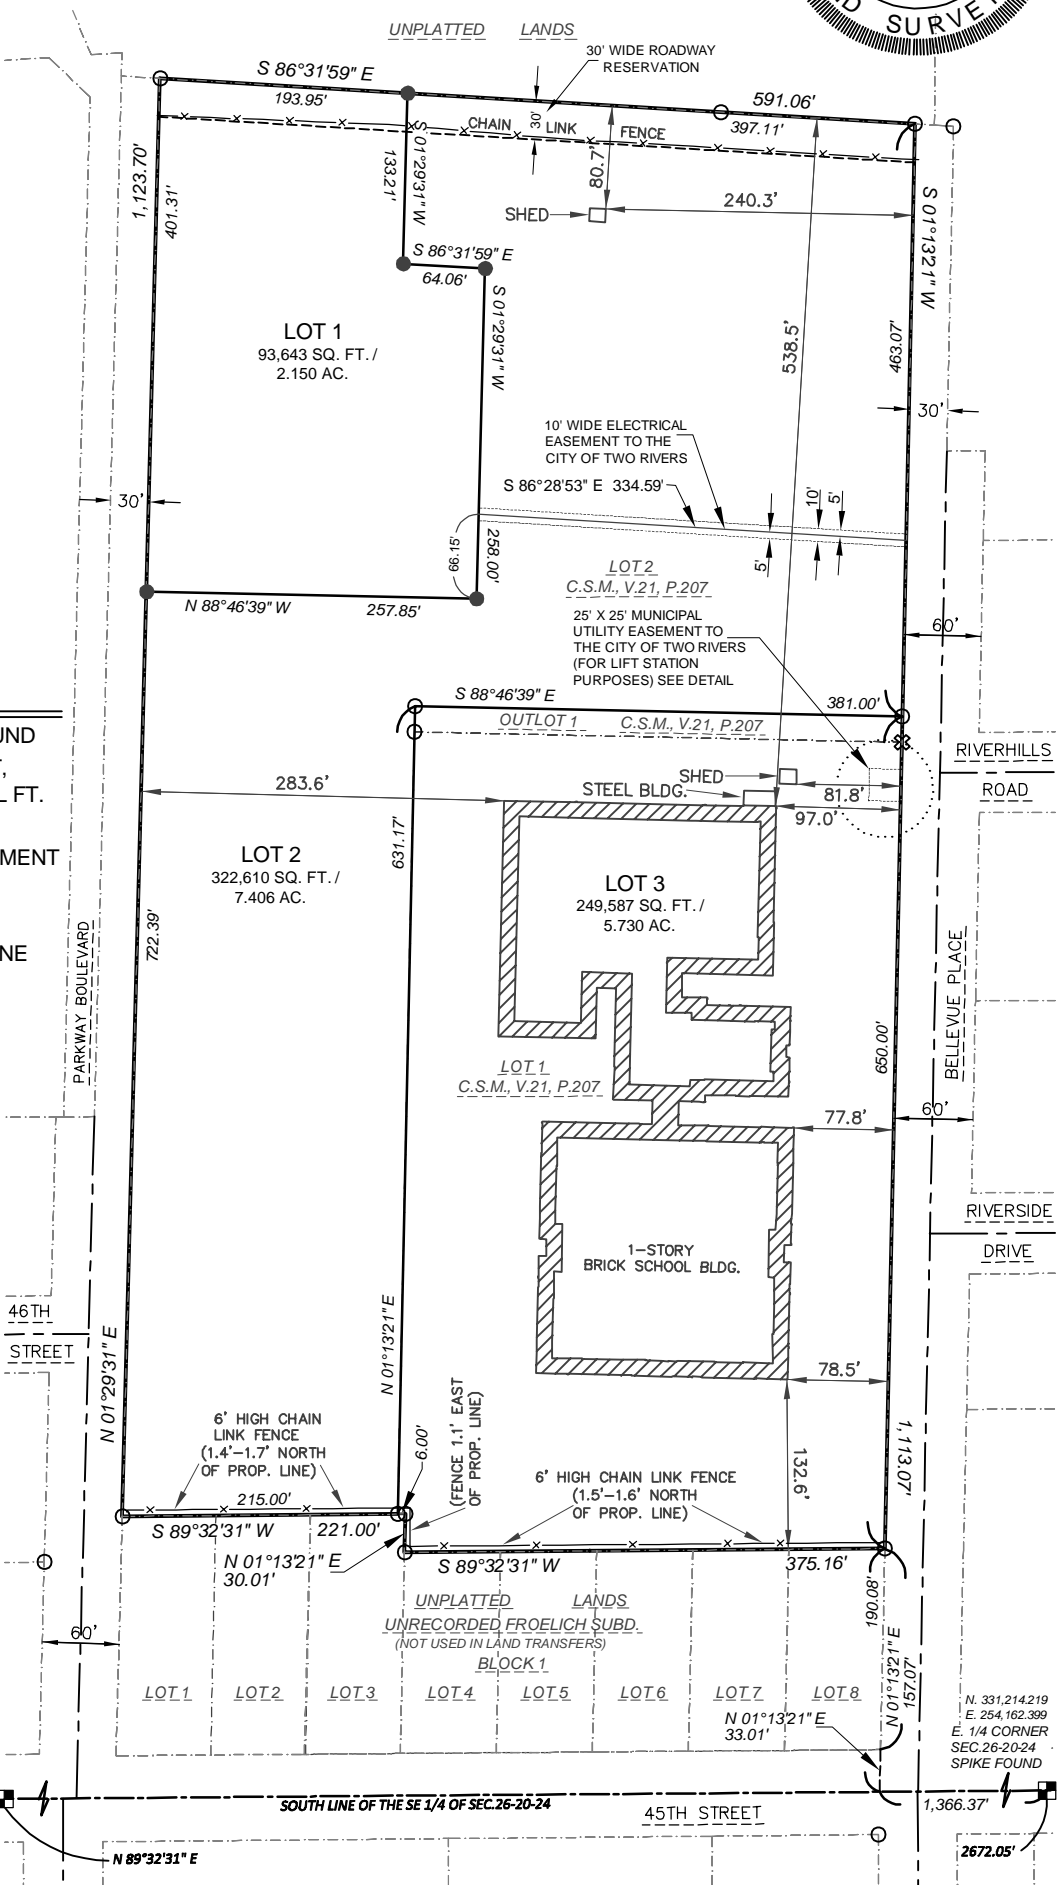 D SURVE
UNPLATTED LANDS
30' WIDE ROADWAY
RESERVATION
S 86°31'59" E
193.95'
591.06'
397.11'
CHAIN LINK FENCE
30'
80.7'
1,123.70'
401.31'
133.21'
S 01°29'31" W
SHED
240.3'
S 01°13'21" W
S 86°31'59" E
64.06'
S 01°29'31" W
LOT 1
93,643 SQ. FT. /
2.150 AC.
538.5'
463.07'
30'
10' WIDE ELECTRICAL
EASEMENT TO THE
CITY OF TWO RIVERS
S 86°28'53" E 334.59'
30'
10'
5'
5'
66.15'
258.00'
LOT 2
C.S.M., V.21, P.207
N 88°46'39" W
257.85'
25' X 25' MUNICIPAL
UTILITY EASEMENT TO
THE CITY OF TWO RIVERS
(FOR LIFT STATION
PURPOSES) SEE DETAIL
60'
S 88°46'39" E
381.00'
OUTLOT 1 C.S.M., V.21, P.207
UND
L FT.
MENT
NE
RIVERHILLS
ROAD
SHED
STEEL BLDG.
81.8'
97.0'
283.6'
631.17'
LOT 2
322,610 SQ. FT. /
7.406 AC.
LOT 3
249,587 SQ. FT. /
5.730 AC.
722.39'
PARKWAY BOULEVARD
BELLEVUE PLACE
650.00'
LOT 1
C.S.M., V.21, P.207
60'
77.8'
RIVERSIDE
DRIVE
1-STORY
BRICK SCHOOL BLDG.
46TH
STREET
N 01°29'31" E
N 01°13'21" E
78.5'
6' HIGH CHAIN
LINK FENCE
(1.4'-1.7' NORTH
OF PROP. LINE)
6.00'
(FENCE 1.1' EAST
OF PROP. LINE)
6' HIGH CHAIN LINK FENCE
(1.5'-1.6' NORTH
OF PROP. LINE)
132.6'
1,113.07'
215.00'
S 89°32'31" W 221.00'
N 01°13'21" E
30.01'
S 89°32'31" W
375.16'
190.08'
UNPLATTED LANDS
UNRECORDED FROELICH SUBD.
(NOT USED IN LAND TRANSFERS)
BLOCK 1
60'
LOT 1 LOT 2 LOT 3 LOT 4 LOT 5 LOT 6 LOT 7 LOT 8
N 01°13'21" E
157.07'
N 01°13'21" E
33.01'
N. 331,214.219
E. 254,162.399
E. 1/4 CORNER
SEC.26-20-24
SPIKE FOUND
SOUTH LINE OF THE SE 1/4 OF SEC.26-20-24
45TH STREET
1,366.37'
N 89°32'31" E
2672.05'